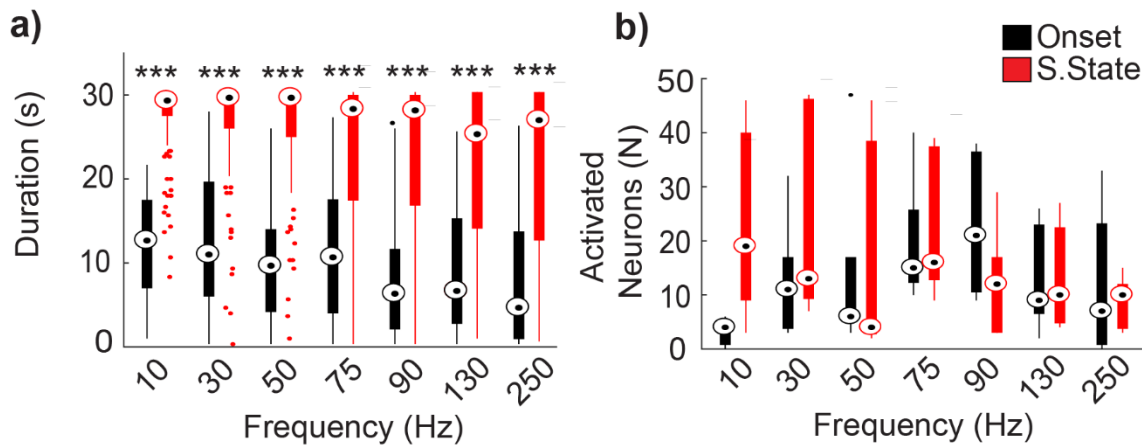 a)
*** *** *** *** *** *** ***
Duration (s)
30
20
10
0
10 30 50 75 90 130 250
Frequency (Hz)
b)
Onset
S.State
Activated
Neurons (N)
50
40
30
20
10
0
10 30 50 75 90 130 250
Frequency (Hz)